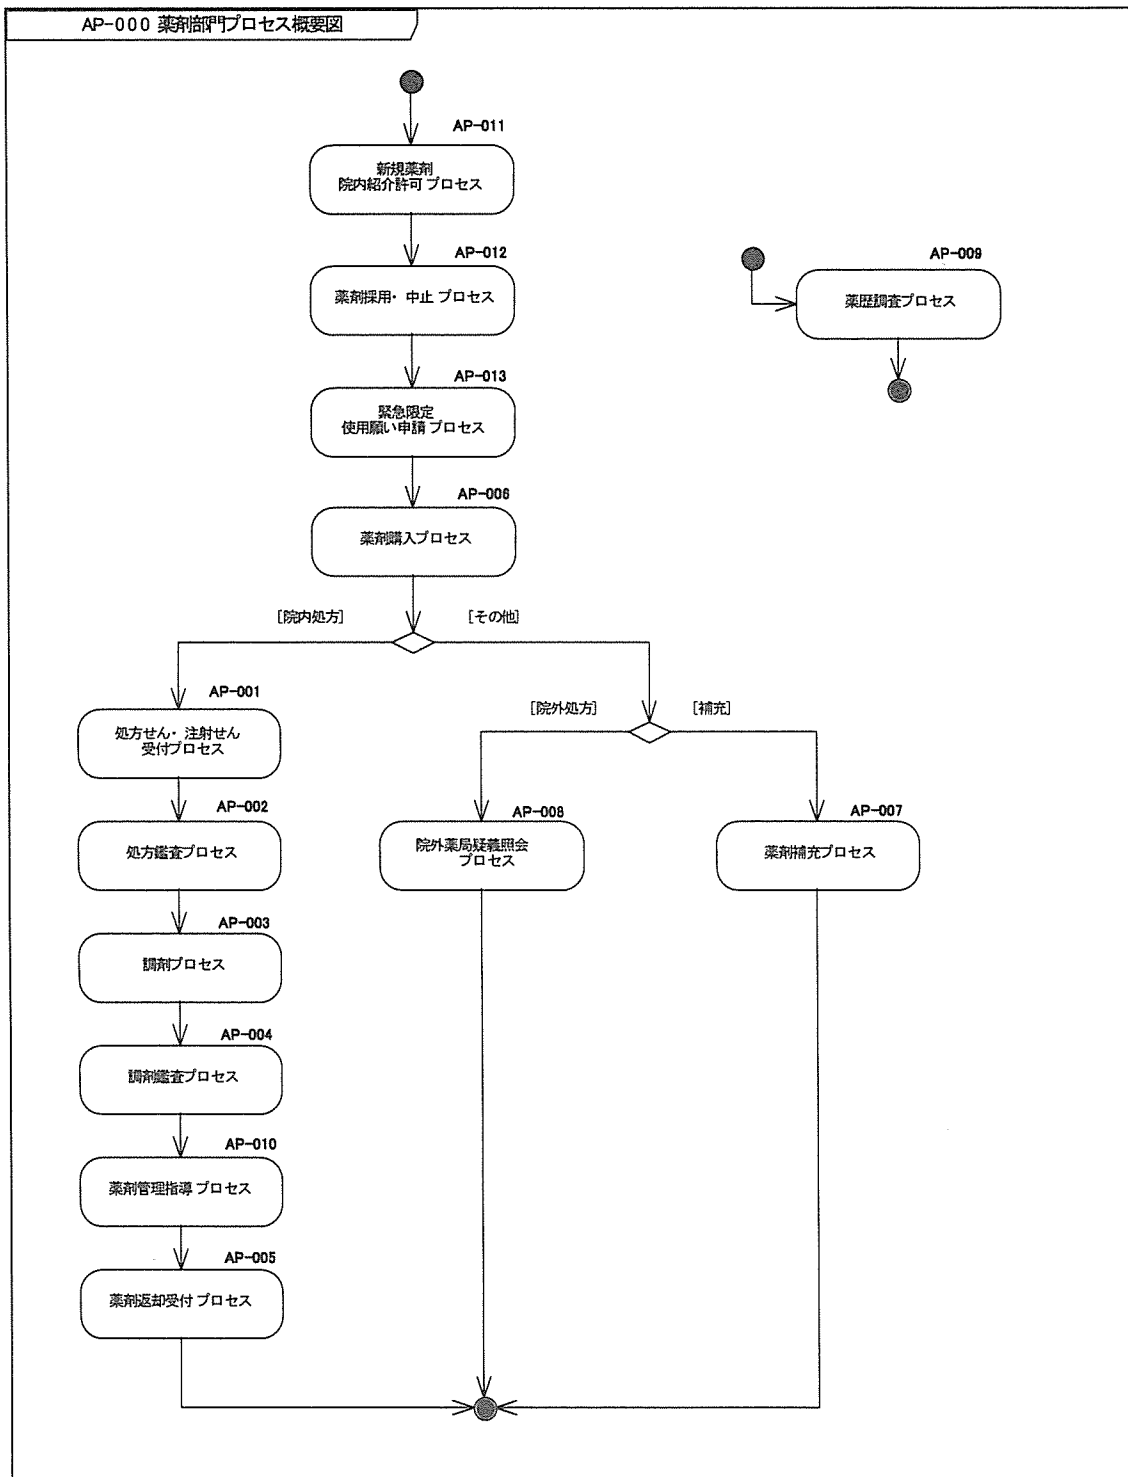 AP-000 薬剤部門プロセス概要図
AP-011
新規薬剤
院内紹介許可 プロセス
AP-012
薬剤採用・中止 プロセス
AP-009
薬歴調査プロセス
AP-013
緊急限定
使用願い申請 プロセス
AP-006
薬剤購入プロセス
[院内処方]
[その他]
AP-001
処方せん・注射せん
受付プロセス
[院外処方]
[補充]
AP-002
処方鑑査プロセス
AP-008
院外薬局疑義照会
プロセス
AP-007
薬剤補充プロセス
AP-003
調剤プロセス
AP-004
調剤鑑査プロセス
AP-010
薬剤管理指導 プロセス
AP-005
薬剤返却受付 プロセス